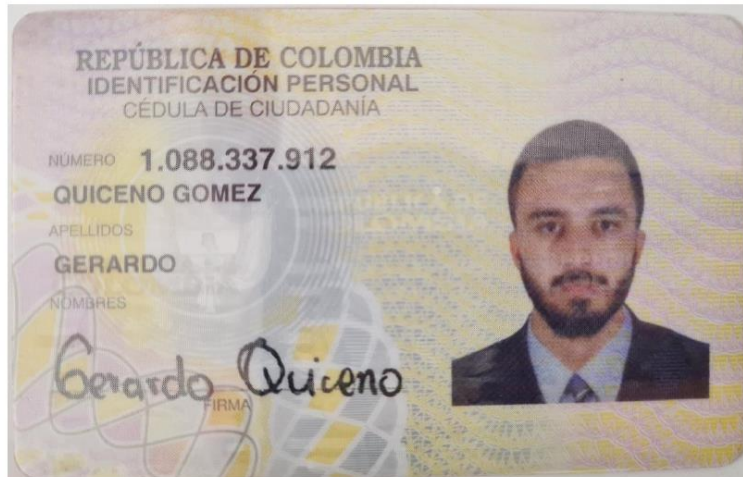 REPÚBLICA DE COLOMBIA
IDENTIFICACIÓN PERSONAL
CÉDULA DE CIUDADANÍA
NÚMERO 1.088.337.912
QUICENO GOMEZ
APELLIDOS
GERARDO
NOMBRES
Gerardo Quiceno
FIRMA